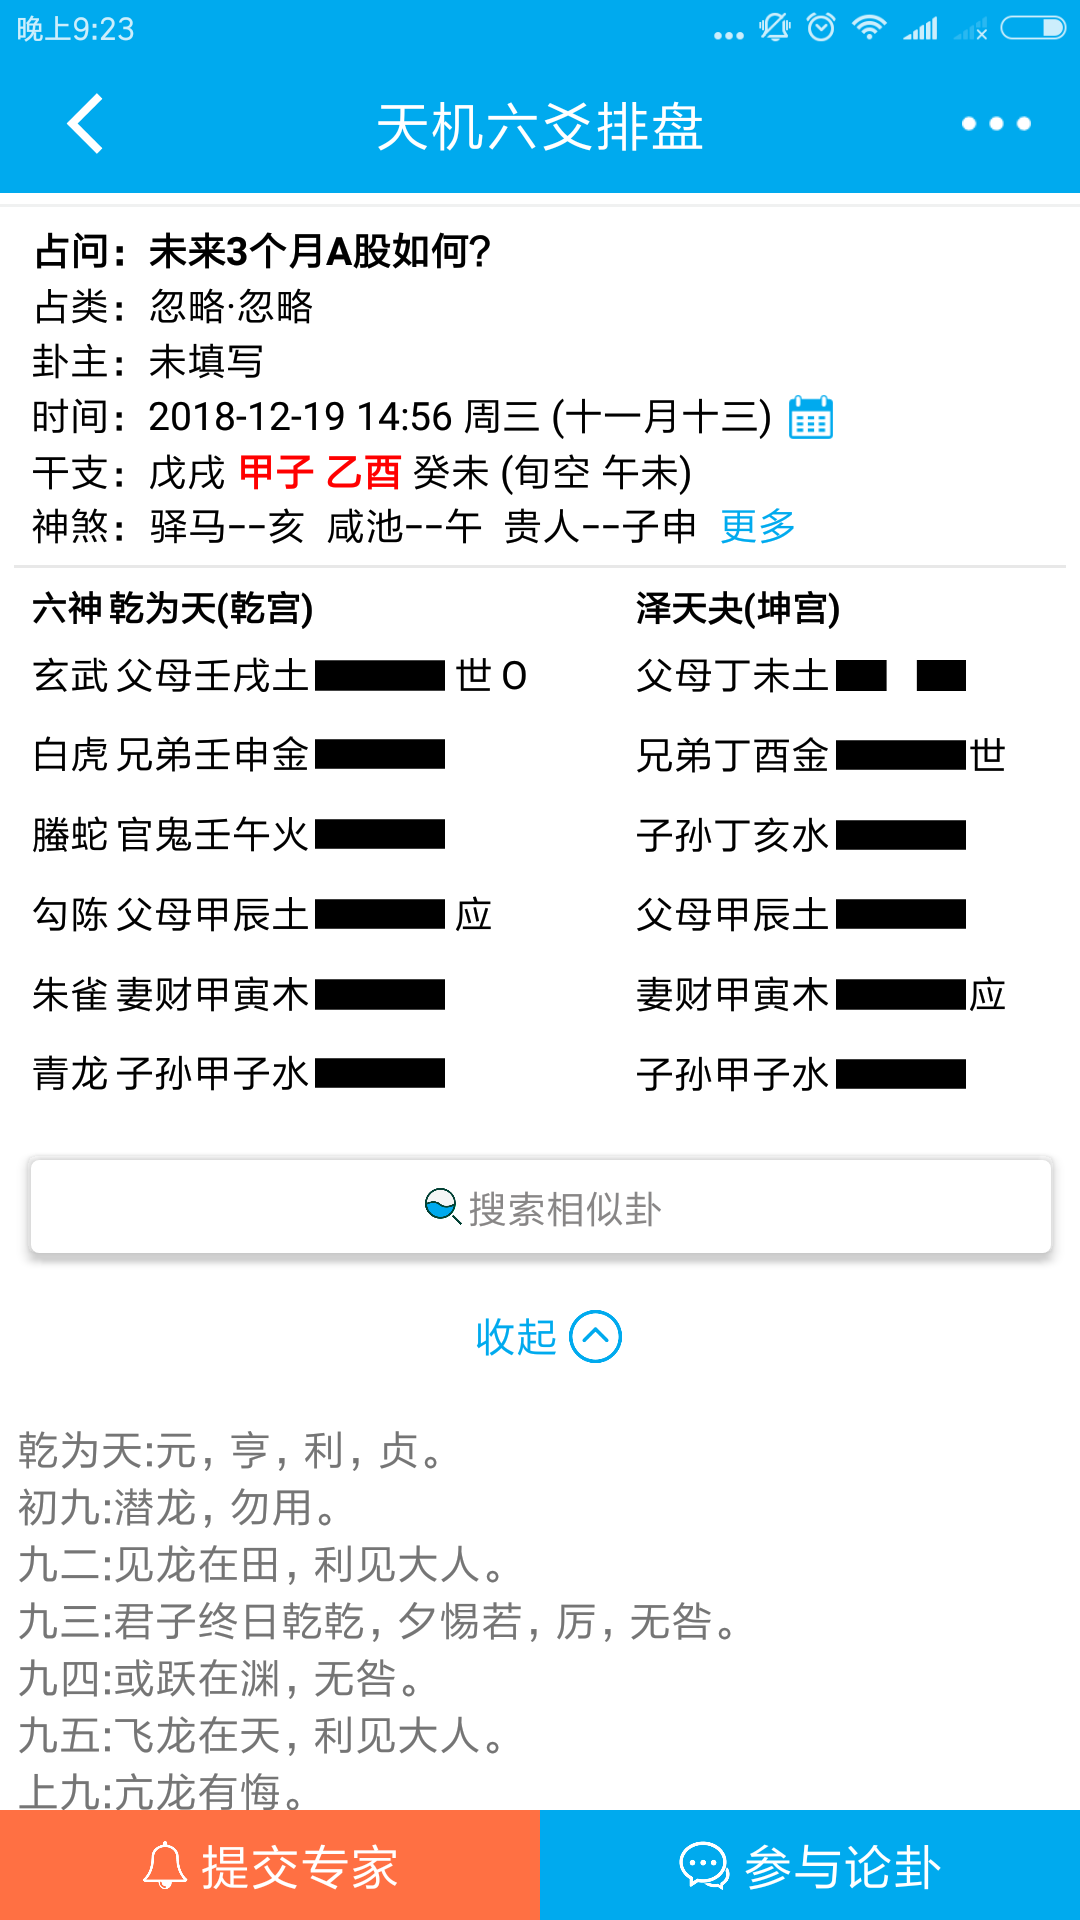 晚上9:23
天机六爻排盘
占问：未来3个月A股如何?
占类：忽略·忽略
卦主：未填写
时间：2018-12-19 14:56 周三 (十一月十三)
干支：戊戌 甲子 乙酉 癸未 (旬空 午未)
神煞：驿马--亥 咸池--午 贵人--子申 更多
六神 乾为天(乾宫) 泽天夬(坤宫)
玄武 父母壬戌土 世 O 父母丁未土
白虎 兄弟壬申金 兄弟丁酉金 世
螣蛇 官鬼壬午火 子孙丁亥水
勾陈 父母甲辰土 应 父母甲辰土
朱雀 妻财甲寅木 妻财甲寅木 应
青龙 子孙甲子水 子孙甲子水
搜索相似卦
收起
乾为天:元，亨，利，贞。
初九:潜龙，勿用。
九二:见龙在田，利见大人。
九三:君子终日乾乾，夕惕若，厉，无咎。
九四:或跃在渊，无咎。
九五:飞龙在天，利见大人。
上九:亢龙有悔。
提交专家 参与论卦